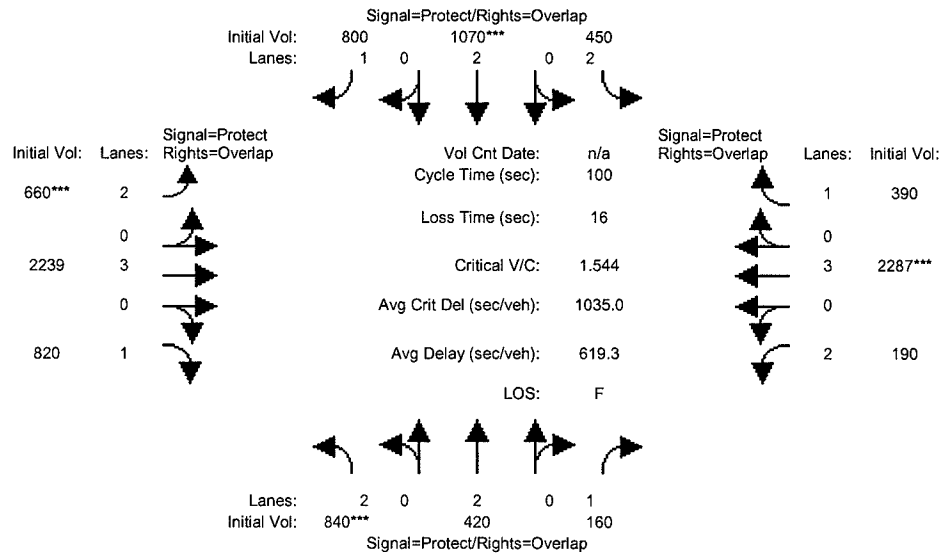 Signal=Protect/Rights=Overlap
Initial Vol: 800 1070*** 450
Lanes: 1 0 2 0 2
Signal=Protect
Initial Vol: Lanes: Rights=Overlap
660*** 2
0
2239 3
0
820 1
Vol Cnt Date: n/a
Cycle Time (sec): 100
Loss Time (sec): 16
Critical V/C: 1.544
Avg Crit Del (sec/veh): 1035.0
Avg Delay (sec/veh): 619.3
LOS: F
Signal=Protect
Rights=Overlap Lanes: Initial Vol:
1 390
0
3 2287***
0
2 190
Lanes: 2 0 2 0 1
Initial Vol: 840*** 420 160
Signal=Protect/Rights=Overlap